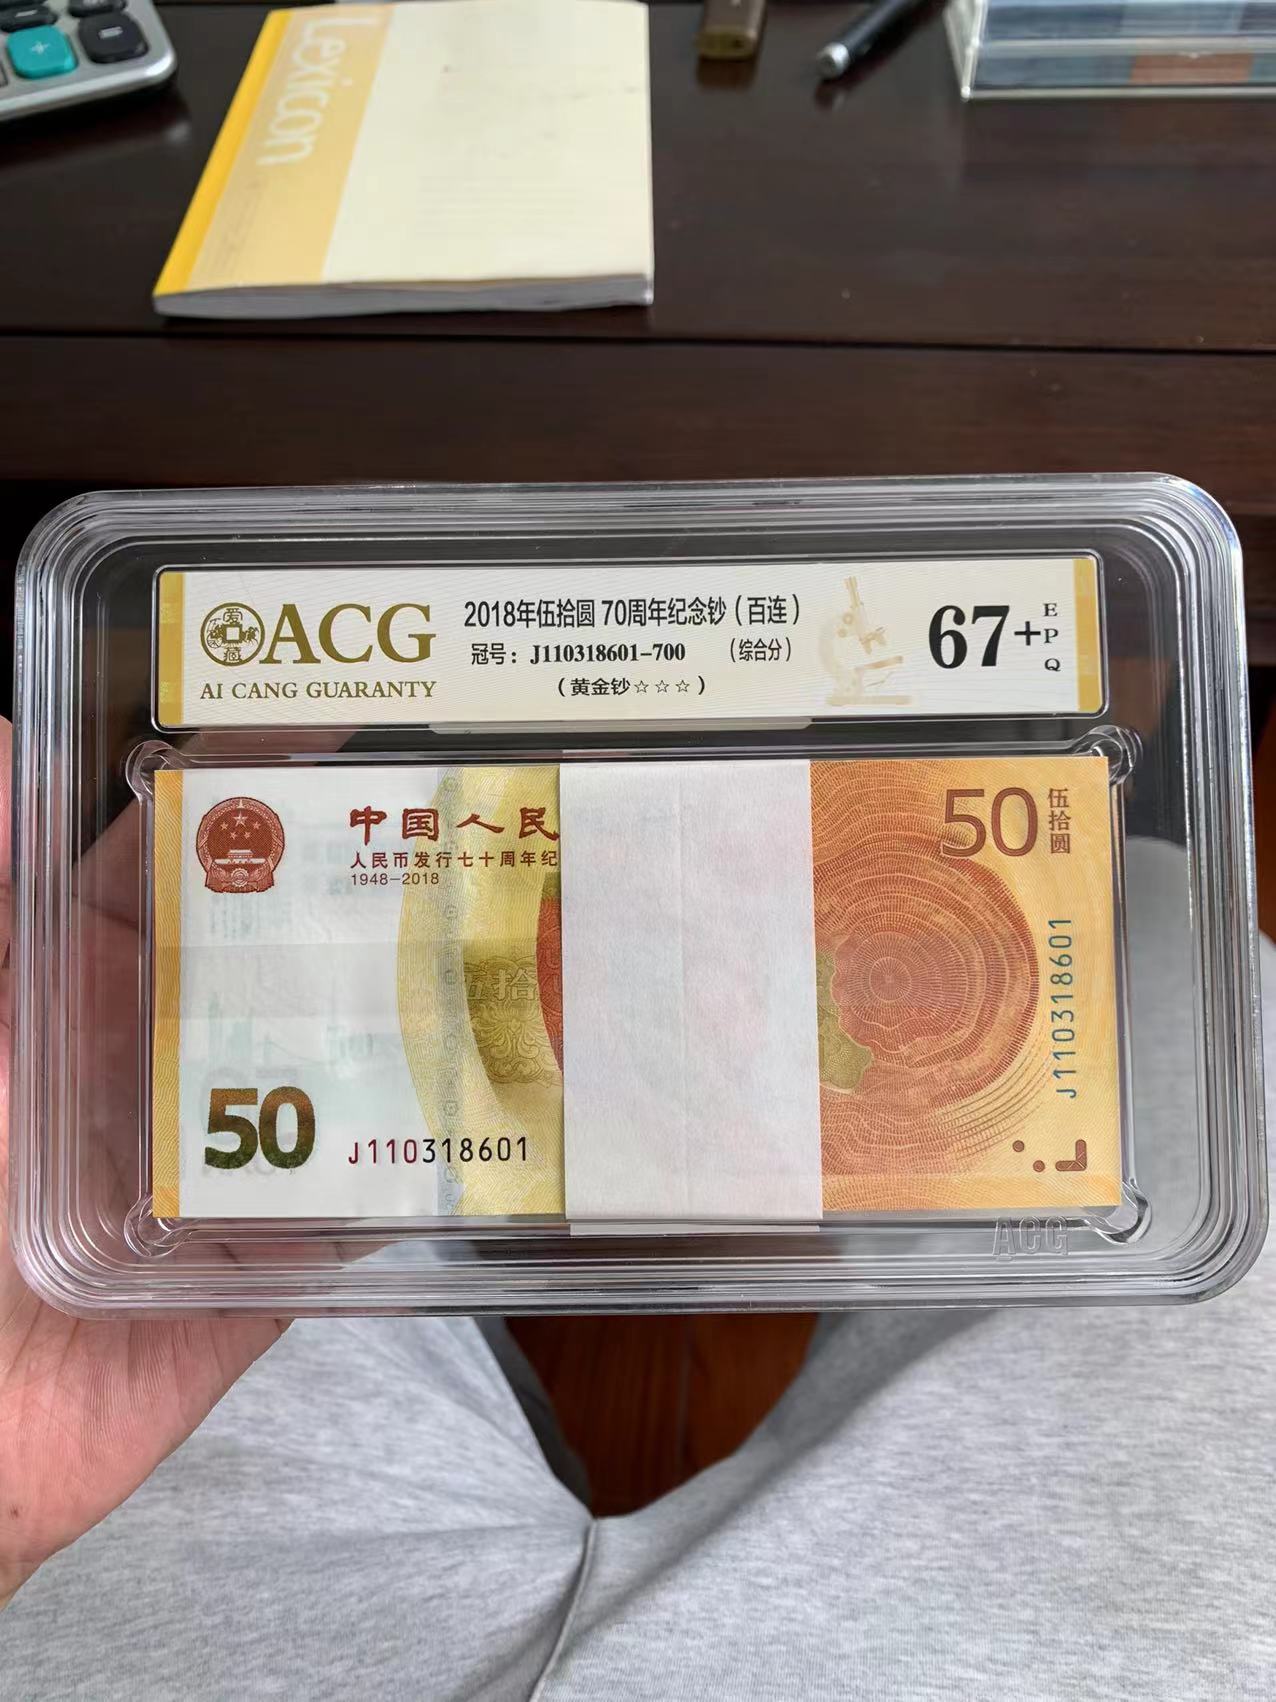 Lexicon
ACG
AI CANG GUARANTY
2018年伍拾圆 70周年纪念钞(百连)
冠号: J110318601-700 (综合分)
(黄金钞☆☆☆)
67+
EPQ
中国人民
人民币发行七十周年纪
1948-2018
50
伍拾圆
五拾
J110318601
50
J110318601
ACG